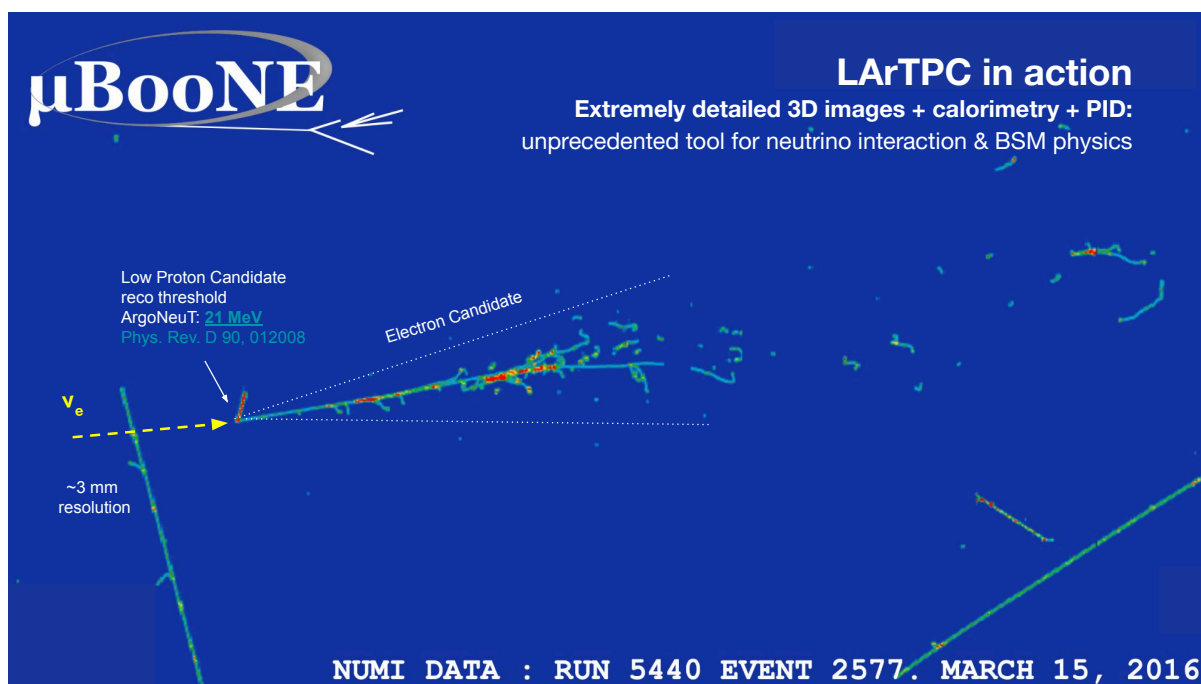 µBooNE
LArTPC in action
Extremely detailed 3D images + calorimetry + PID:
unprecedented tool for neutrino interaction & BSM physics
Low Proton Candidate
reco threshold
ArgoNeuT: 21 MeV
Phys. Rev. D 90, 012008
Electron Candidate
νe
~3 mm
resolution
NUMI DATA : RUN 5440 EVENT 2577. MARCH 15, 2016